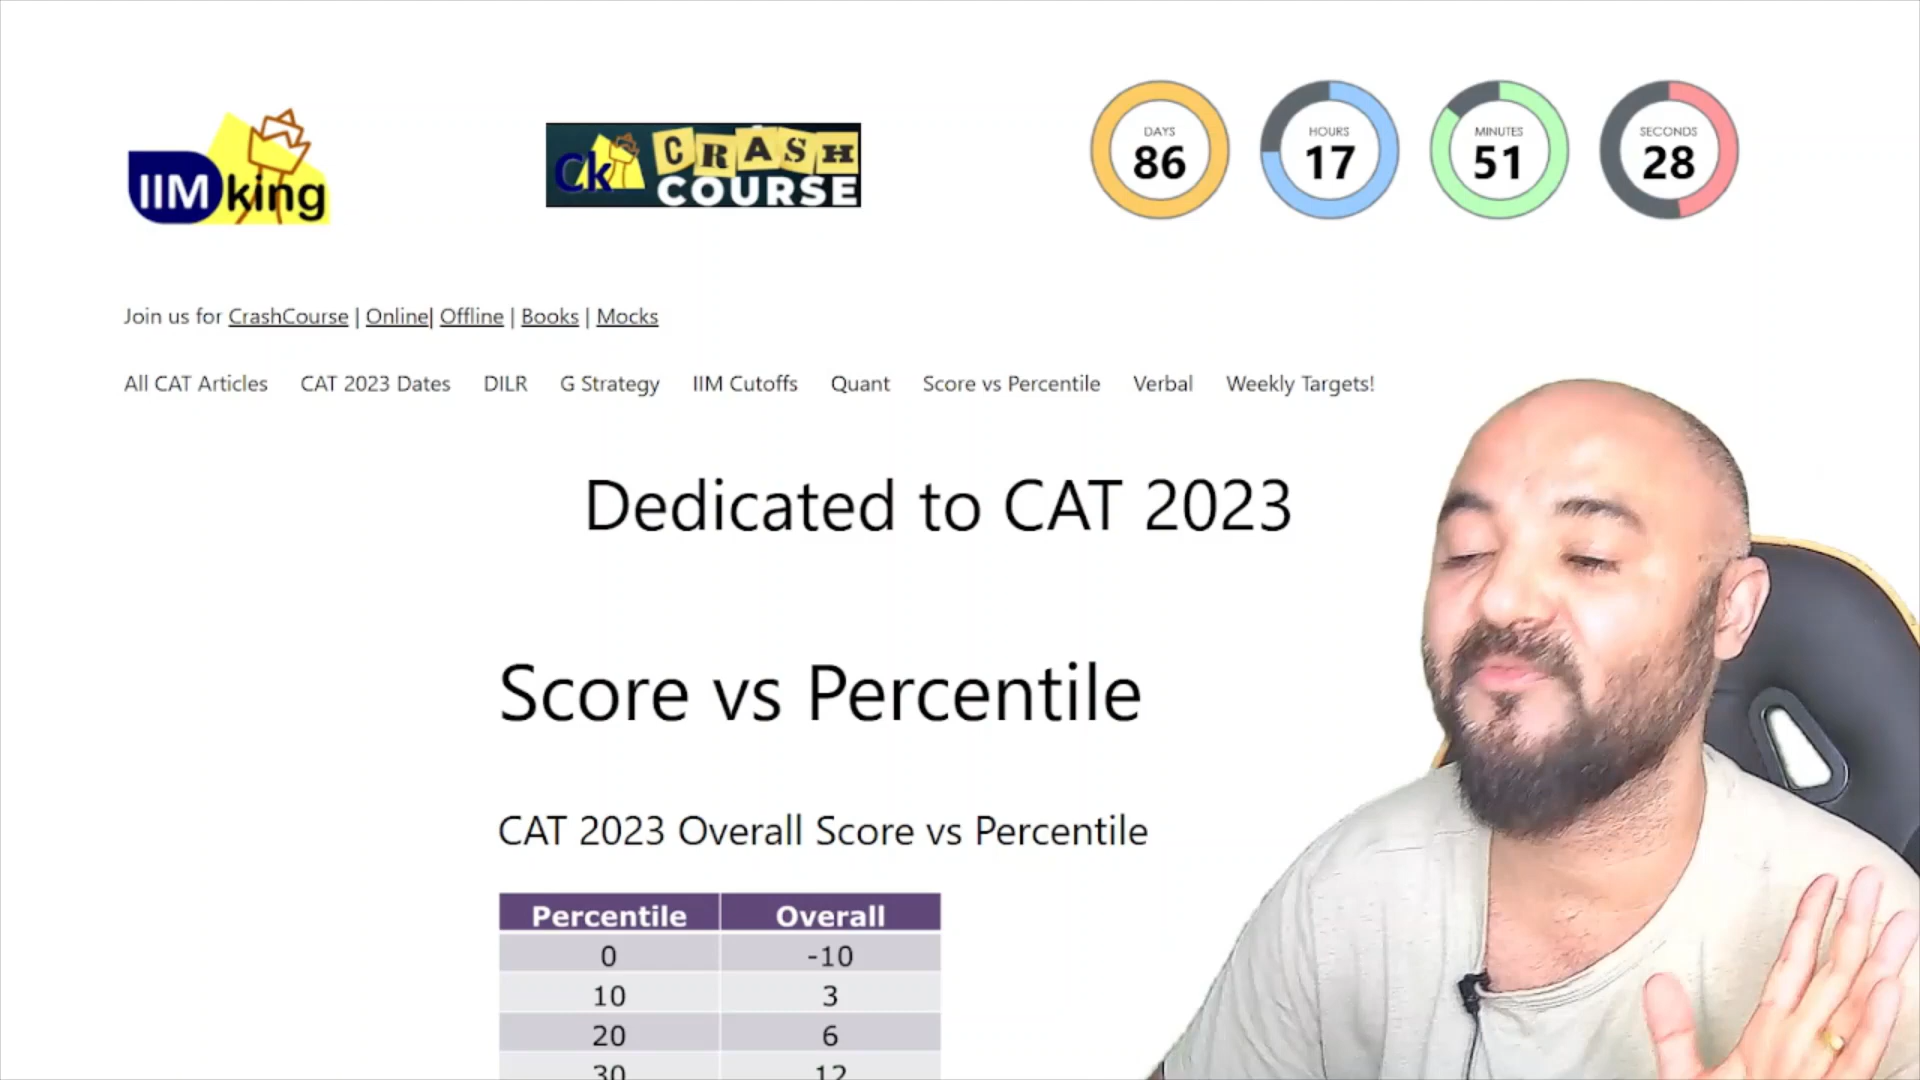 IIM king
Ck CRASH COURSE
DAYS 86
HOURS 17
MINUTES 51
SECONDS 28
Join us for CrashCourse | Online| Offline | Books | Mocks
All CAT Articles CAT 2023 Dates DILR G Strategy IIM Cutoffs Quant Score vs Percentile Verbal Weekly Targets!
Dedicated to CAT 2023
Score vs Percentile
CAT 2023 Overall Score vs Percentile
Percentile Overall
0 -10
10 3
20 6
30 12